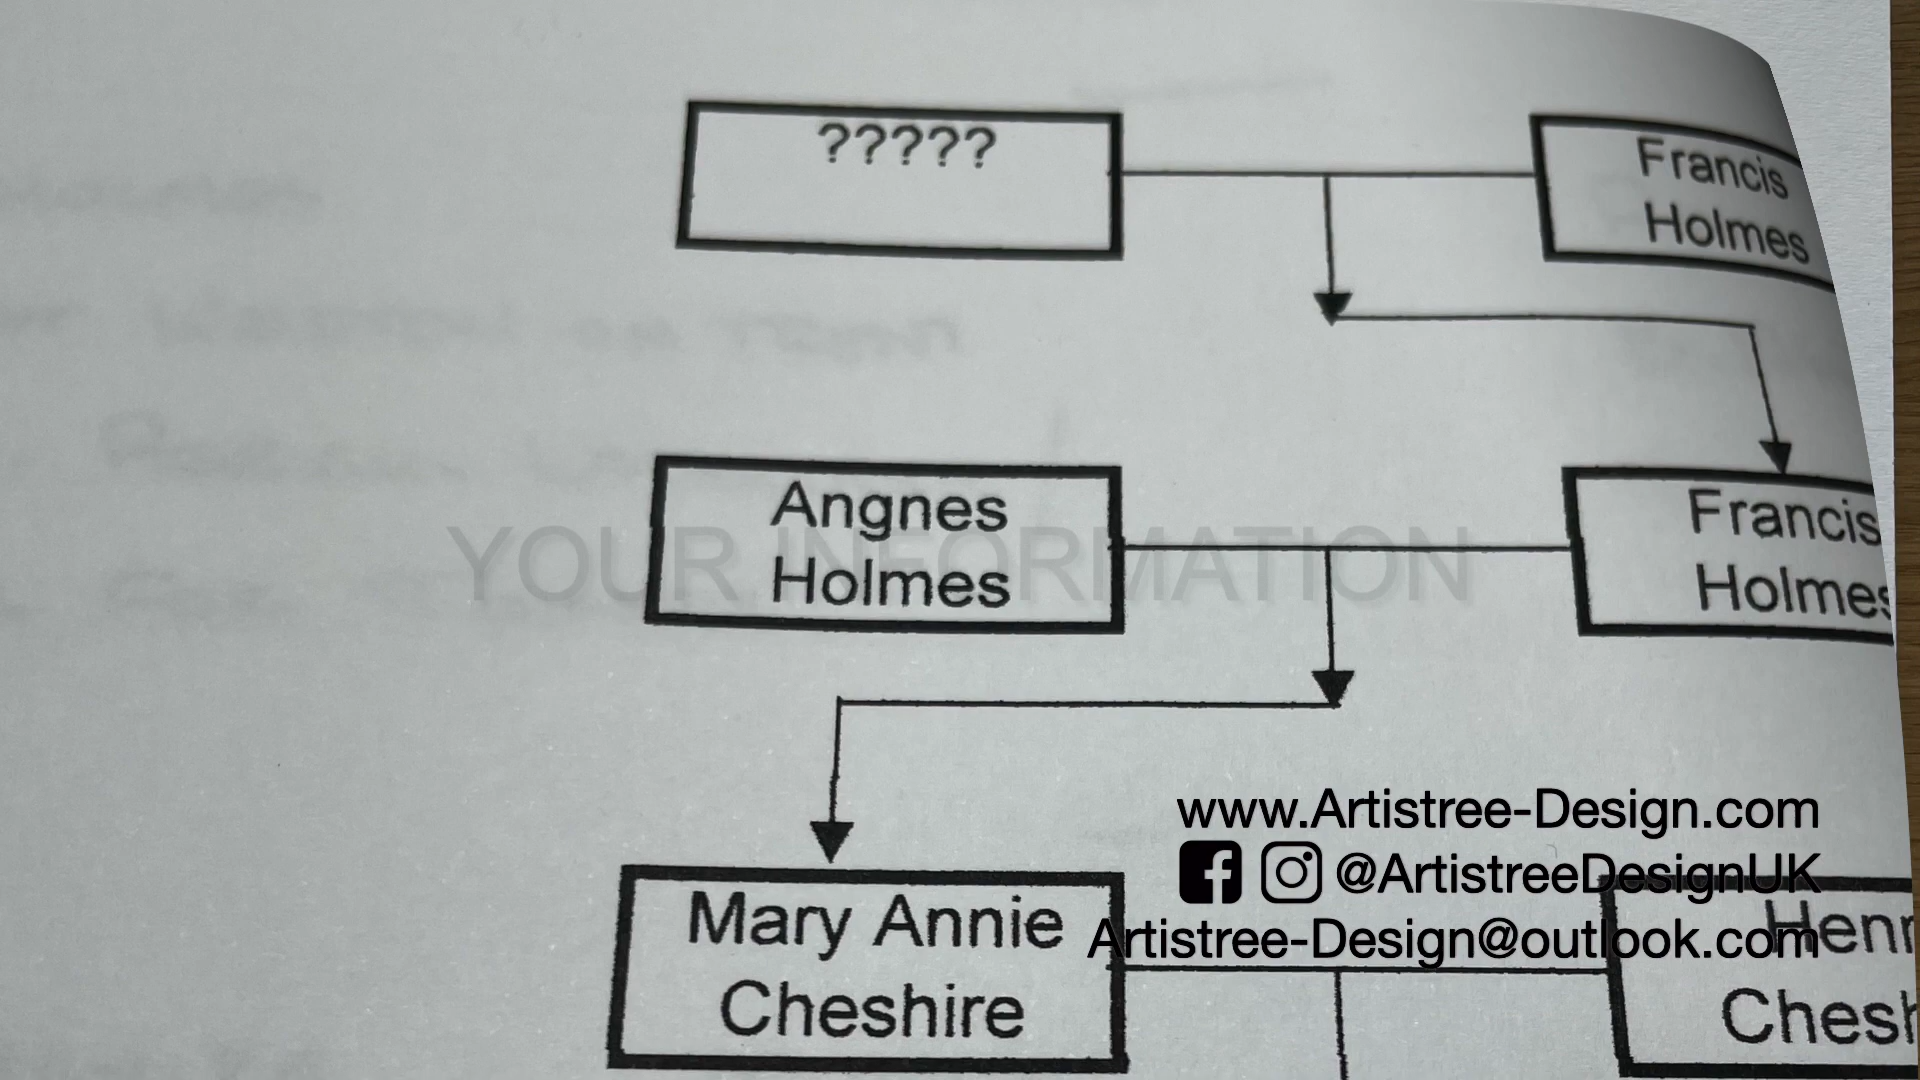 ?????
Francis
Holmes
Angnes
Holmes
Francis
Holmes
YOUR INFORMATION
Mary Annie
Cheshire
www.Artistree-Design.com
@ArtistreeDesignUK
Artistree-Design@outlook.com